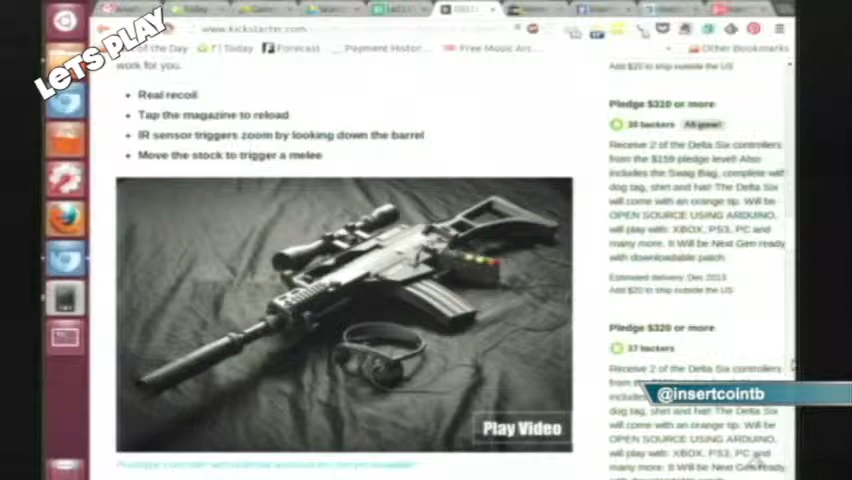 LETS PLAY
www.kickstarter.com
of the Day
Today
Forecast
Payment Histor...
Free Music Arc...
Other Bookmarks
work for you.
Real recoil
Tap the magazine to reload
IR sensor triggers zoom by looking down the barrel
Move the stock to trigger a melee
Play Video
Add $20 to ship outside the US
Pledge $310 or more
30 backers All gone!
Receive 2 of the Delta Six controllers
from the $159 pledge level! Also
includes the Swag Bag, complete with
dog tag, shirt and hat! The Delta Six
will come with an orange tip. Will be
OPEN SOURCE USING ARDUINO,
will play with: XBOX, PS3, PC and
many more. It Will be Next Gen ready
with downloadable patch
Estimated delivery: Dec 2013
Add $20 to ship outside the US
Pledge $320 or more
37 backers
Receive 2 of the Delta Six controllers
from
includes
@insertcointb
dog tag, shirt and hat! The Delta Six
will come with an orange tip. Will be
OPEN SOURCE USING ARDUINO,
will play with: XBOX, PS3, PC and
many more. It Will be Next Gen ready